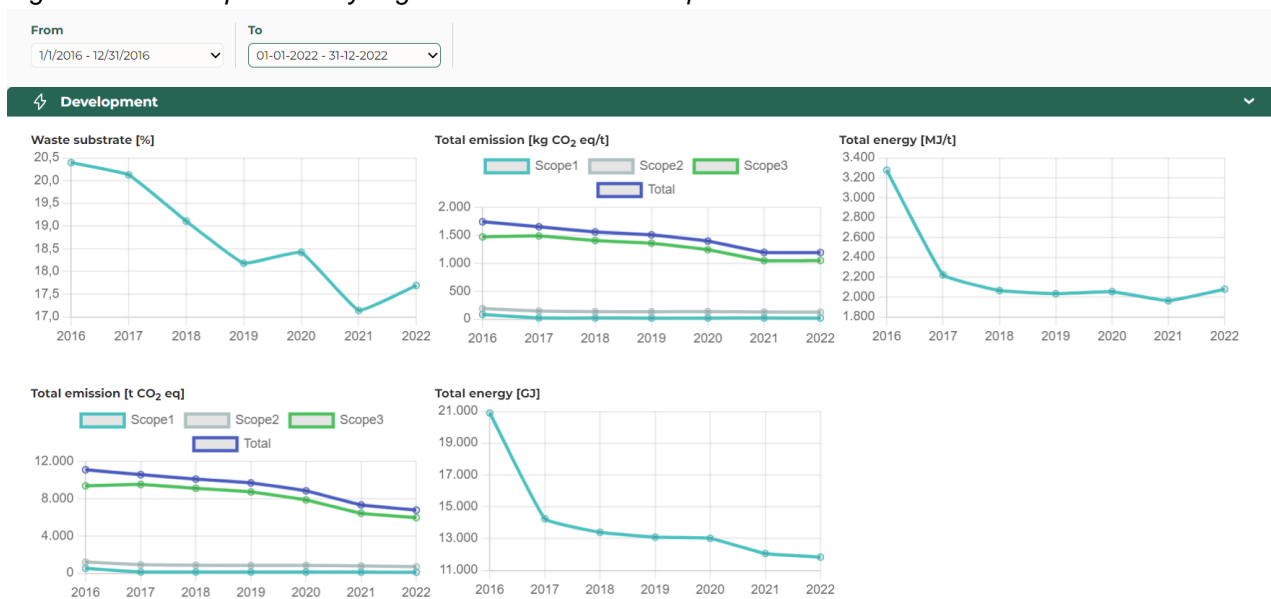 From
To
1/1/2016 - 12/31/2016
01-01-2022 - 31-12-2022
Development
Waste substrate [%]
20,5
20,0
19,5
19,0
18,5
18,0
17,5
17,0
2016 2017 2018 2019 2020 2021 2022
Total emission [kg CO₂ eq/t]
Scope1 Scope2 Scope3
Total
2.000
1.500
1.000
500
0
2016 2017 2018 2019 2020 2021 2022
Total energy [MJ/t]
3.400
3.200
3.000
2.800
2.600
2.400
2.200
2.000
1.800
2016 2017 2018 2019 2020 2021 2022
Total emission [t CO₂ eq]
Scope1 Scope2 Scope3
Total
12.000
8.000
4.000
0
2016 2017 2018 2019 2020 2021 2022
Total energy [GJ]
21.000
19.000
17.000
15.000
13.000
11.000
2016 2017 2018 2019 2020 2021 2022